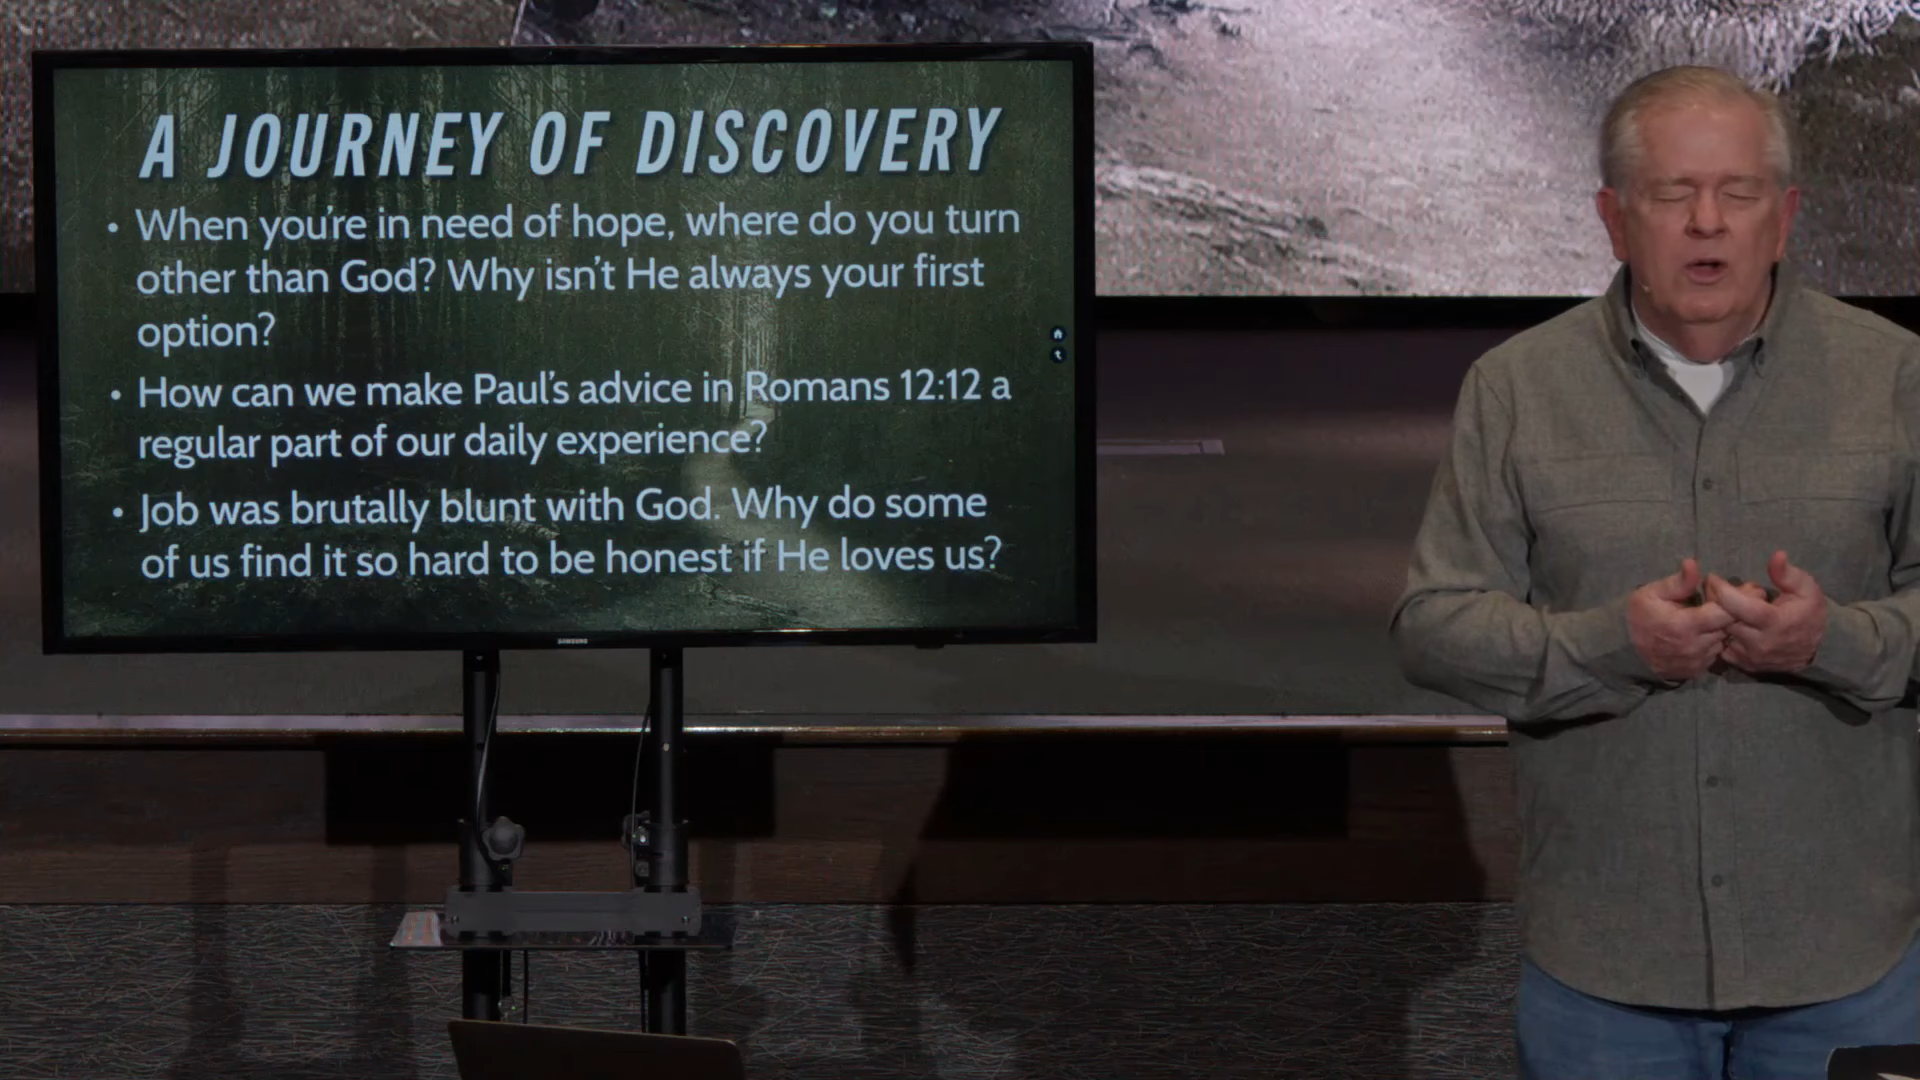 A JOURNEY OF DISCOVERY
• When you're in need of hope, where do you turn
other than God? Why isn't He always your first
option?
• How can we make Paul's advice in Romans 12:12 a
regular part of our daily experience?
• Job was brutally blunt with God. Why do some
of us find it so hard to be honest if He loves us?
SAMSUNG